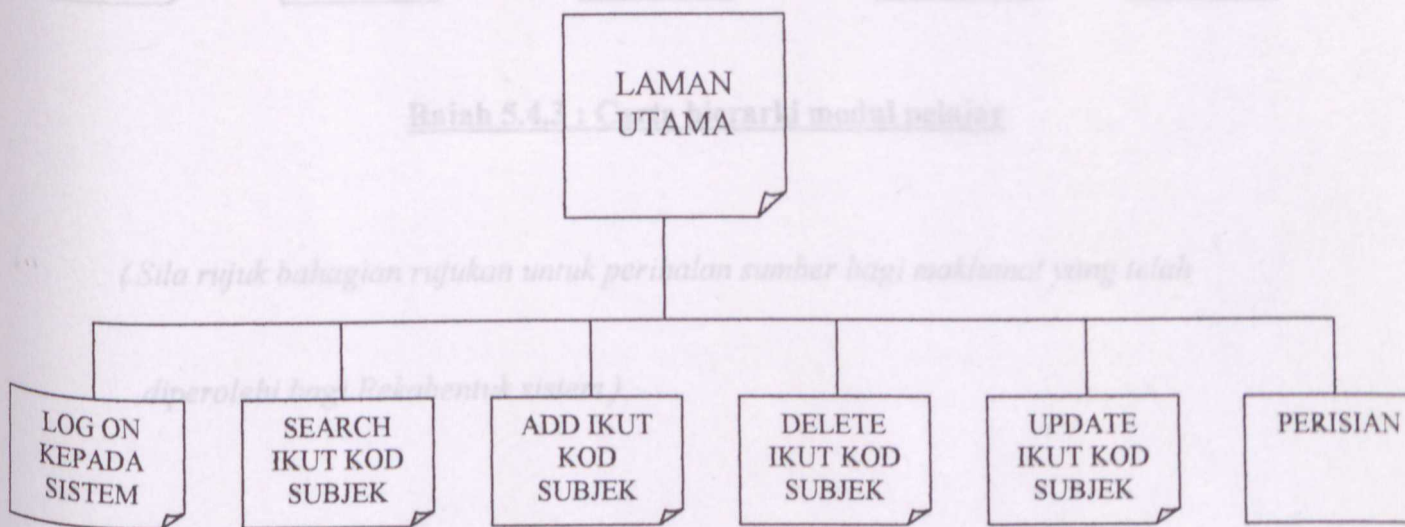 LAMAN
UTAMA
Rajah 5.4.3 : Carta hierarki modul pelajar
( Sila rujuk bahagian rujukan untuk perihalan sumber bagi maklumat yang telah
diperolehi bagi Rekabentuk sistem ).
LOG ON
KEPADA
SISTEM
SEARCH
IKUT KOD
SUBJEK
ADD IKUT
KOD
SUBJEK
DELETE
IKUT KOD
SUBJEK
UPDATE
IKUT KOD
SUBJEK
PERISIAN